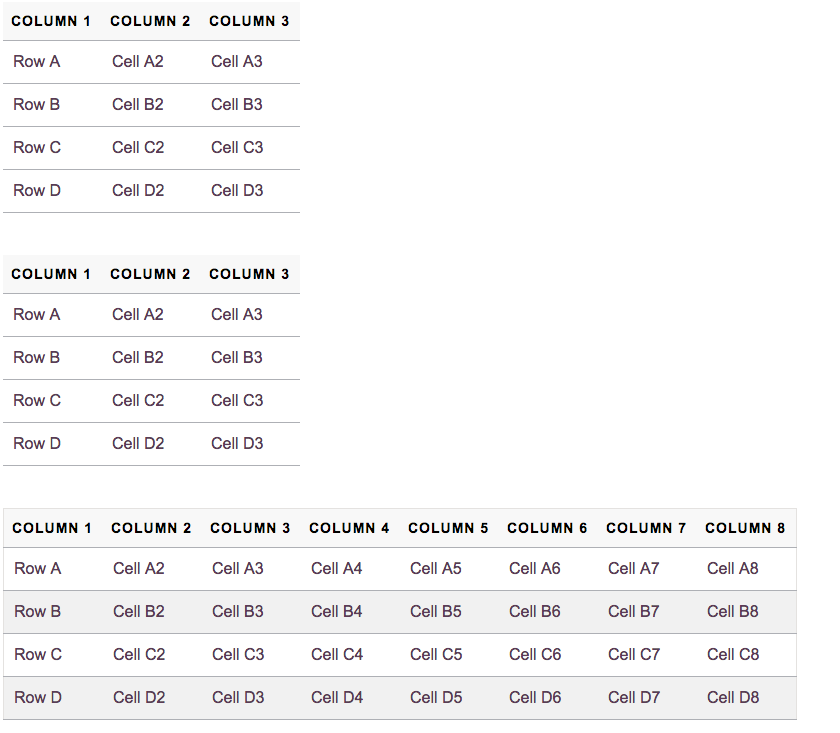 COLUMN 1 COLUMN 2 COLUMN 3
Row A Cell A2 Cell A3
Row B Cell B2 Cell B3
Row C Cell C2 Cell C3
Row D Cell D2 Cell D3
COLUMN 1 COLUMN 2 COLUMN 3
Row A Cell A2 Cell A3
Row B Cell B2 Cell B3
Row C Cell C2 Cell C3
Row D Cell D2 Cell D3
COLUMN 1 COLUMN 2 COLUMN 3 COLUMN 4 COLUMN 5 COLUMN 6 COLUMN 7 COLUMN 8
Row A Cell A2 Cell A3 Cell A4 Cell A5 Cell A6 Cell A7 Cell A8
Row B Cell B2 Cell B3 Cell B4 Cell B5 Cell B6 Cell B7 Cell B8
Row C Cell C2 Cell C3 Cell C4 Cell C5 Cell C6 Cell C7 Cell C8
Row D Cell D2 Cell D3 Cell D4 Cell D5 Cell D6 Cell D7 Cell D8